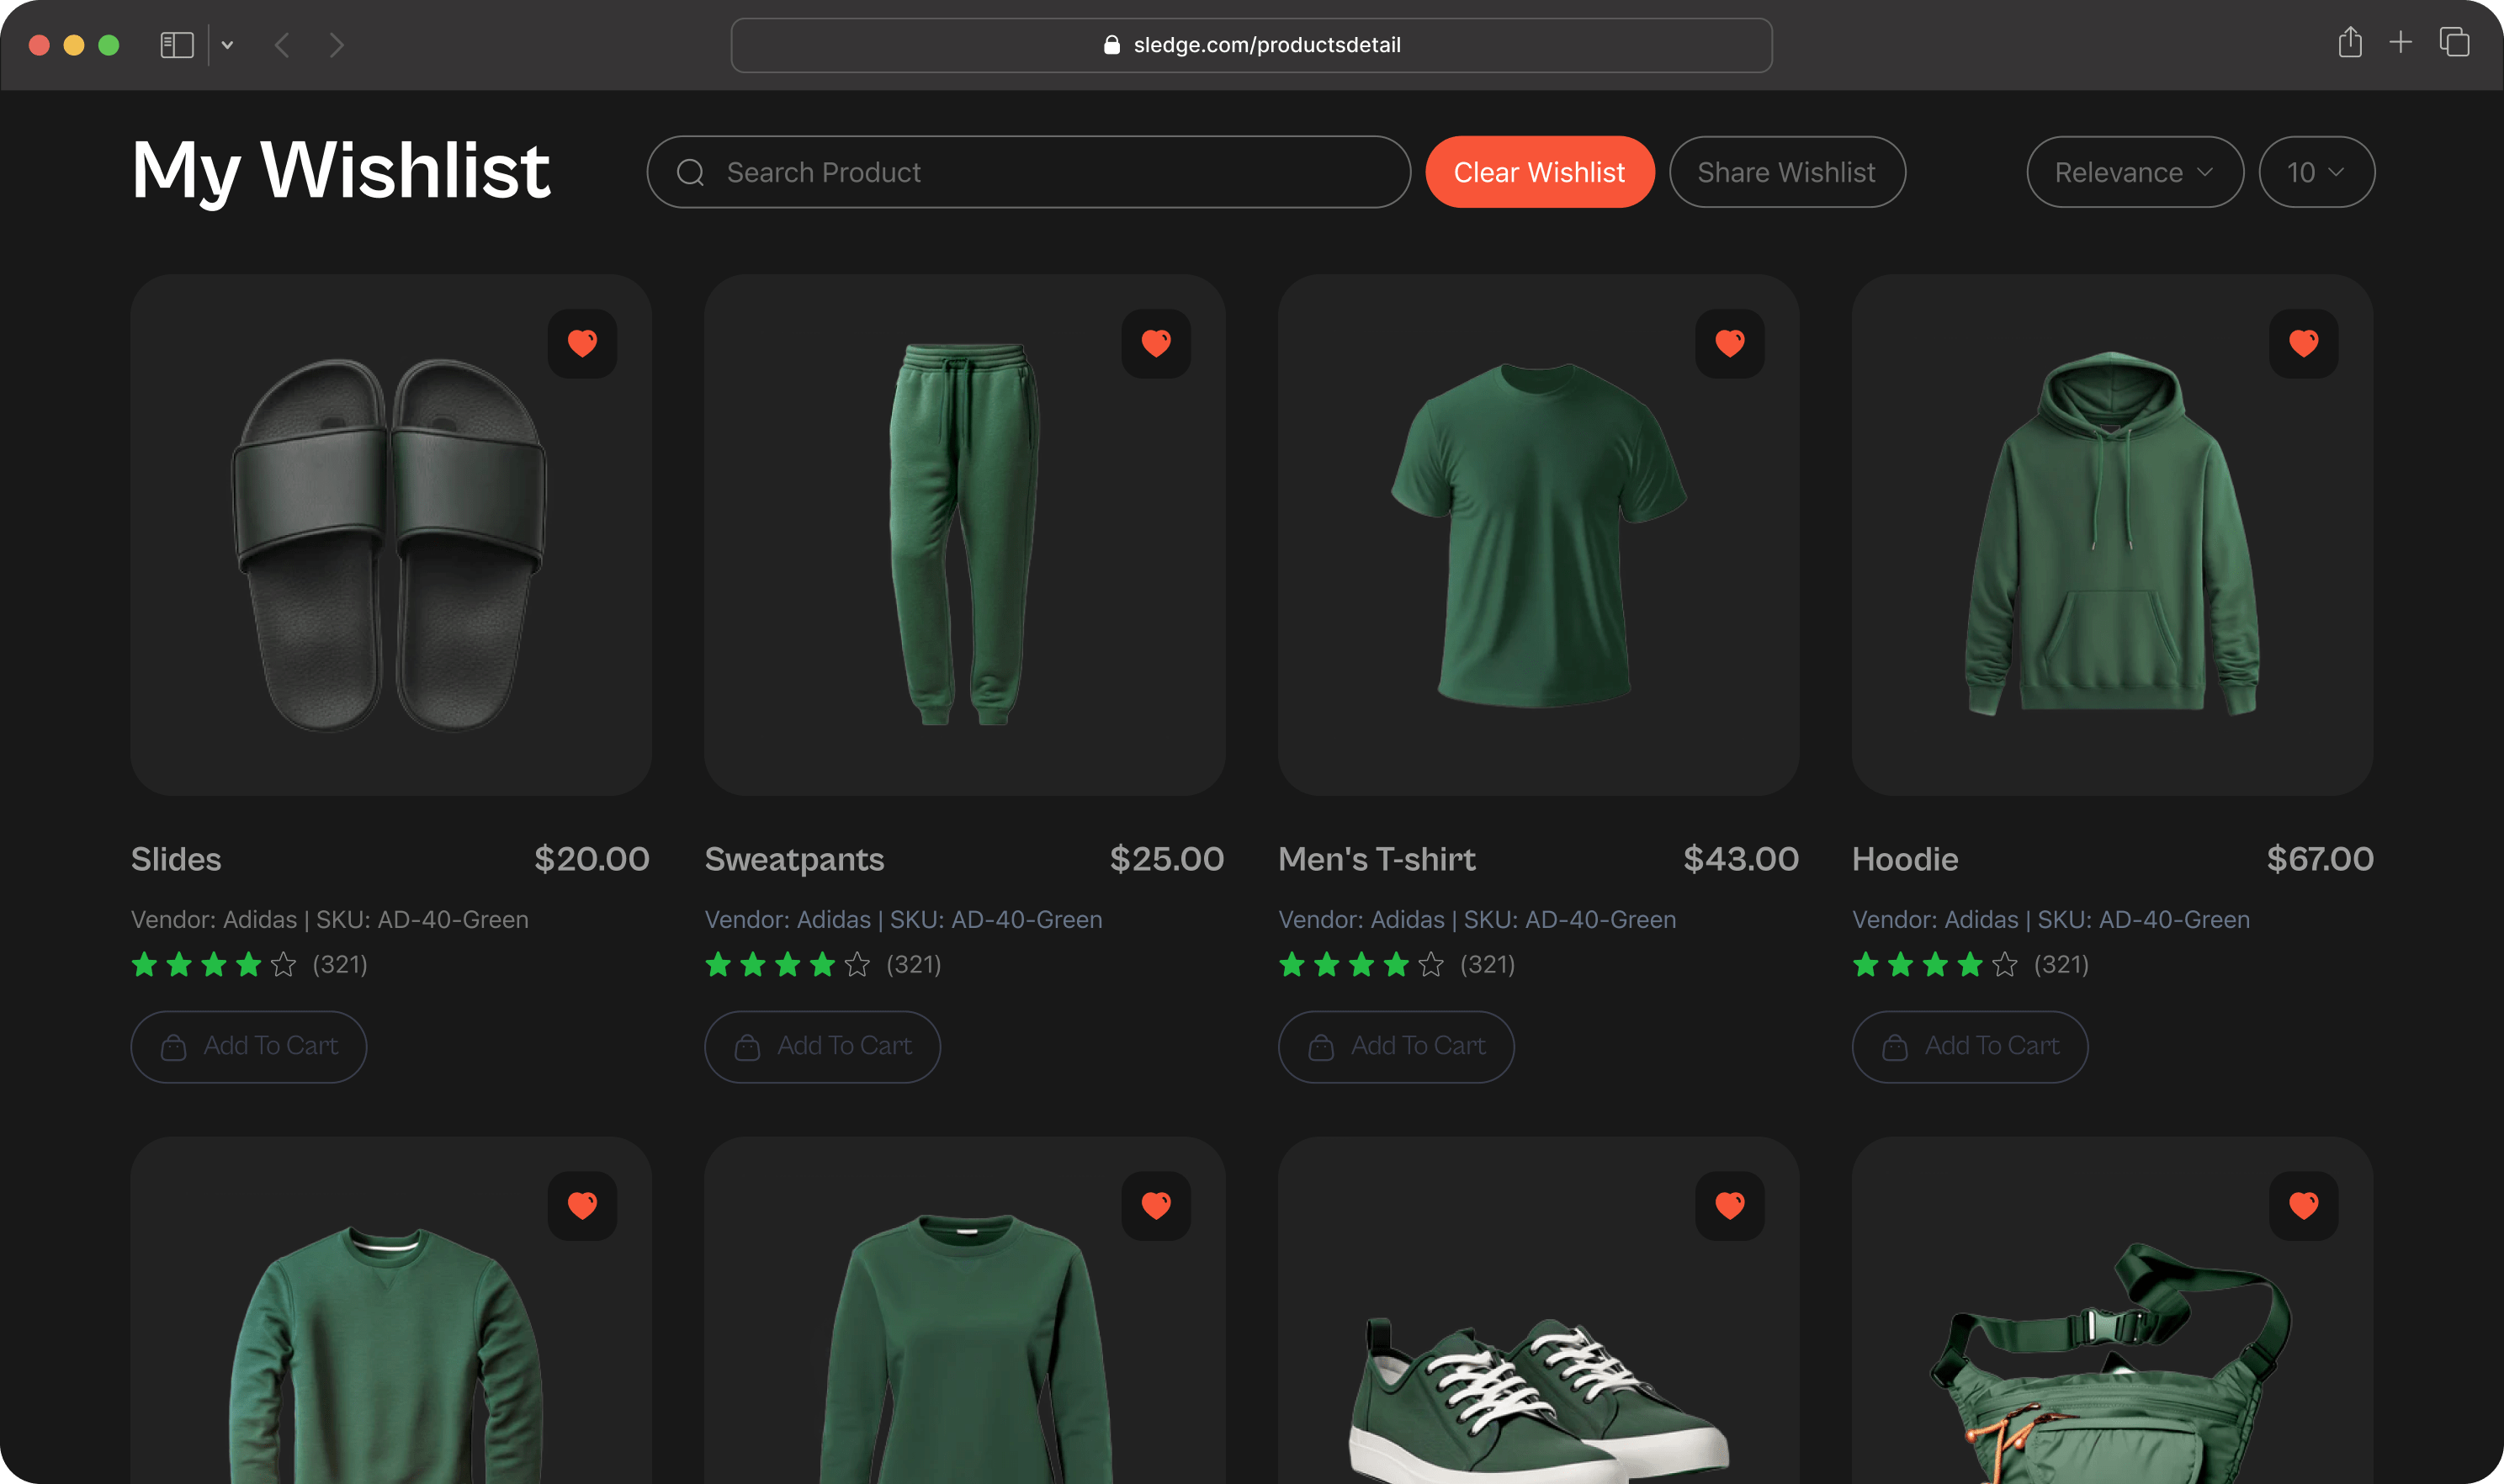 sledge.com/productsdetail
My Wishlist
Search Product
Clear Wishlist
Share Wishlist
Relevance
10
Slides $20.00
Vendor: Adidas | SKU: AD-40-Green
(321)
Add To Cart
Sweatpants $25.00
Vendor: Adidas | SKU: AD-40-Green
(321)
Add To Cart
Men's T-shirt $43.00
Vendor: Adidas | SKU: AD-40-Green
(321)
Add To Cart
Hoodie $67.00
Vendor: Adidas | SKU: AD-40-Green
(321)
Add To Cart